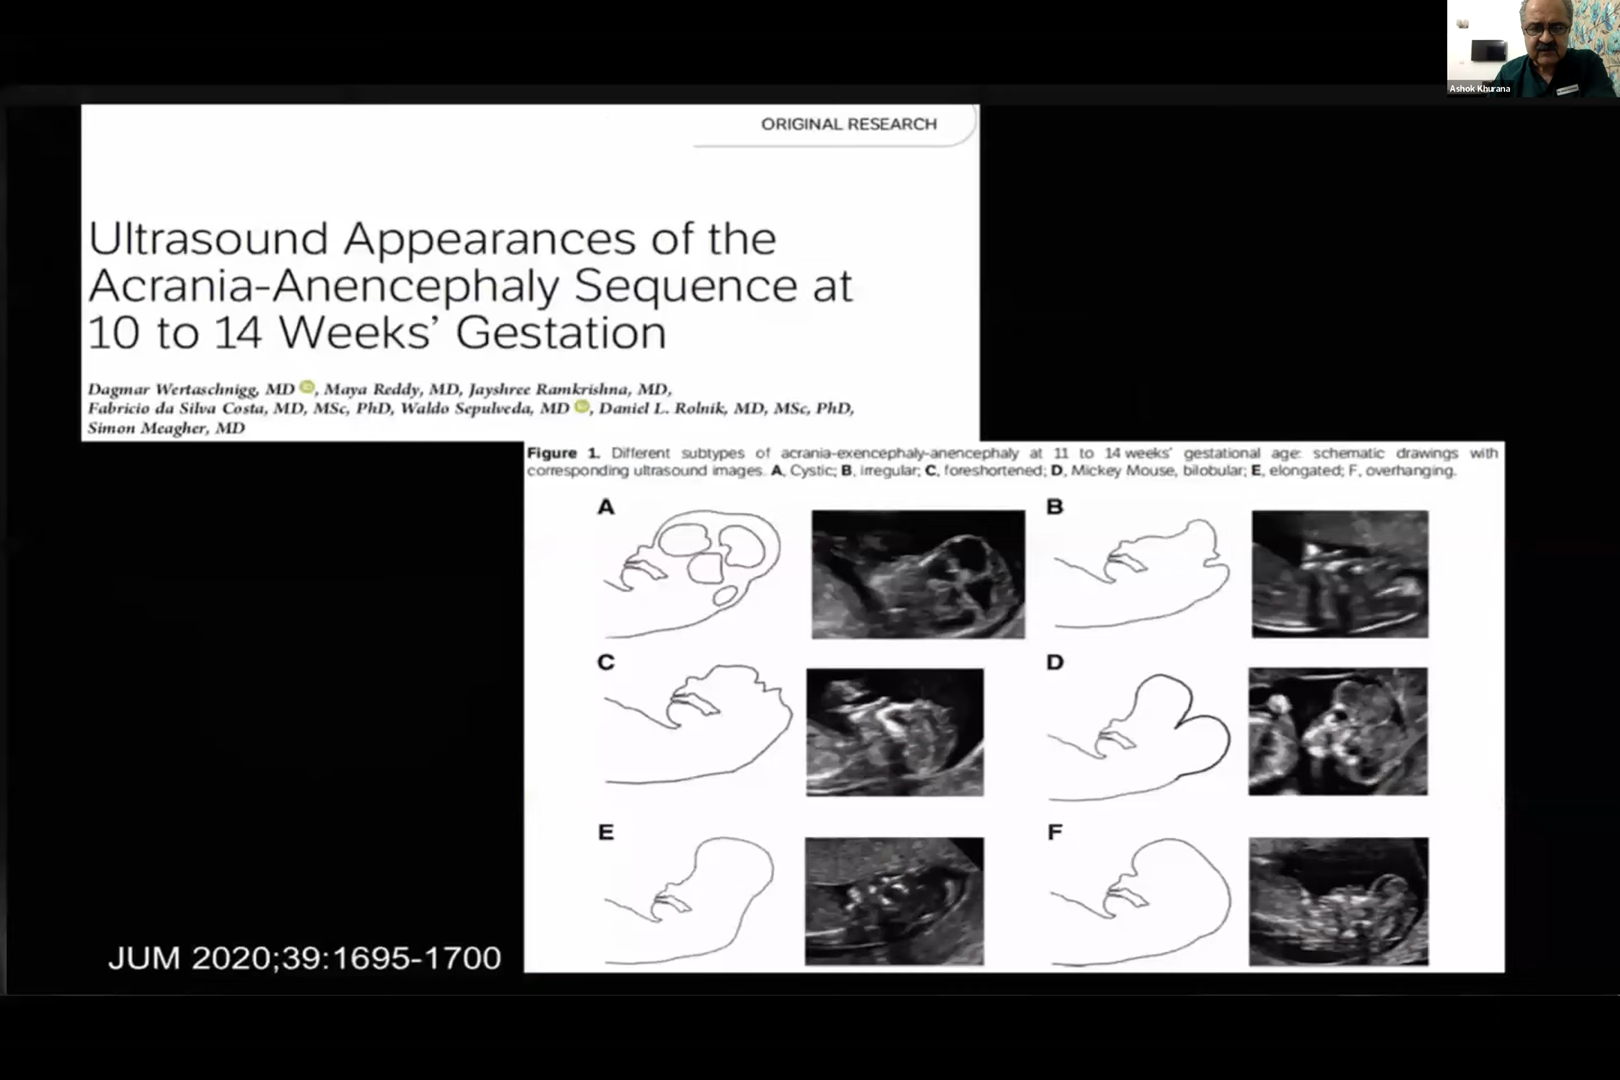 Ashok Khurana
ORIGINAL RESEARCH
Ultrasound Appearances of the
Acrania-Anencephaly Sequence at
10 to 14 Weeks’ Gestation
Dagmar Wertaschnigg, MD, Maya Reddy, MD, Jayshree Ramkrishna, MD,
Fabricio da Silva Costa, MD, MSc, PhD, Waldo Sepulveda, MD, Daniel L. Rolnik, MD, MSc, PhD,
Simon Meagher, MD
Figure 1. Different subtypes of acrania-exencephaly-anencephaly at 11 to 14 weeks’ gestational age: schematic drawings with
corresponding ultrasound images. A, Cystic; B, irregular; C, foreshortened; D, Mickey Mouse, bilobular; E, elongated; F, overhanging.
A
B
C
D
E
F
JUM 2020;39:1695-1700